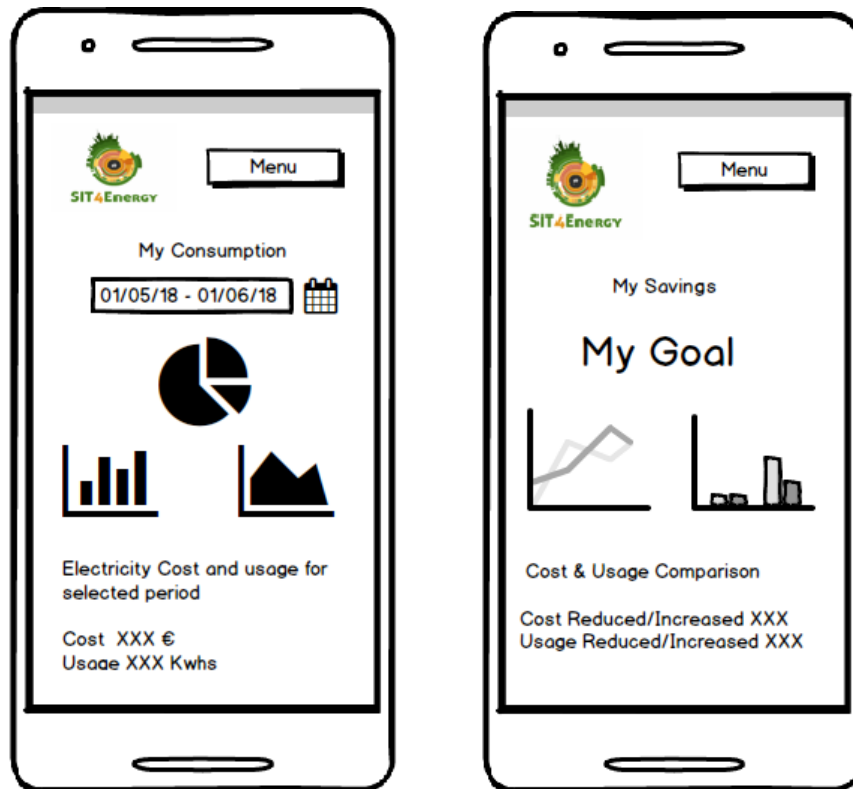 SIT4Energy
Menu
My Consumption
01/05/18 - 01/06/18
Electricity Cost and usage for
selected period
Cost XXX €
Usage XXX Kwhs
SIT4Energy
Menu
My Savings
My Goal
Cost & Usage Comparison
Cost Reduced/Increased XXX
Usage Reduced/Increased XXX